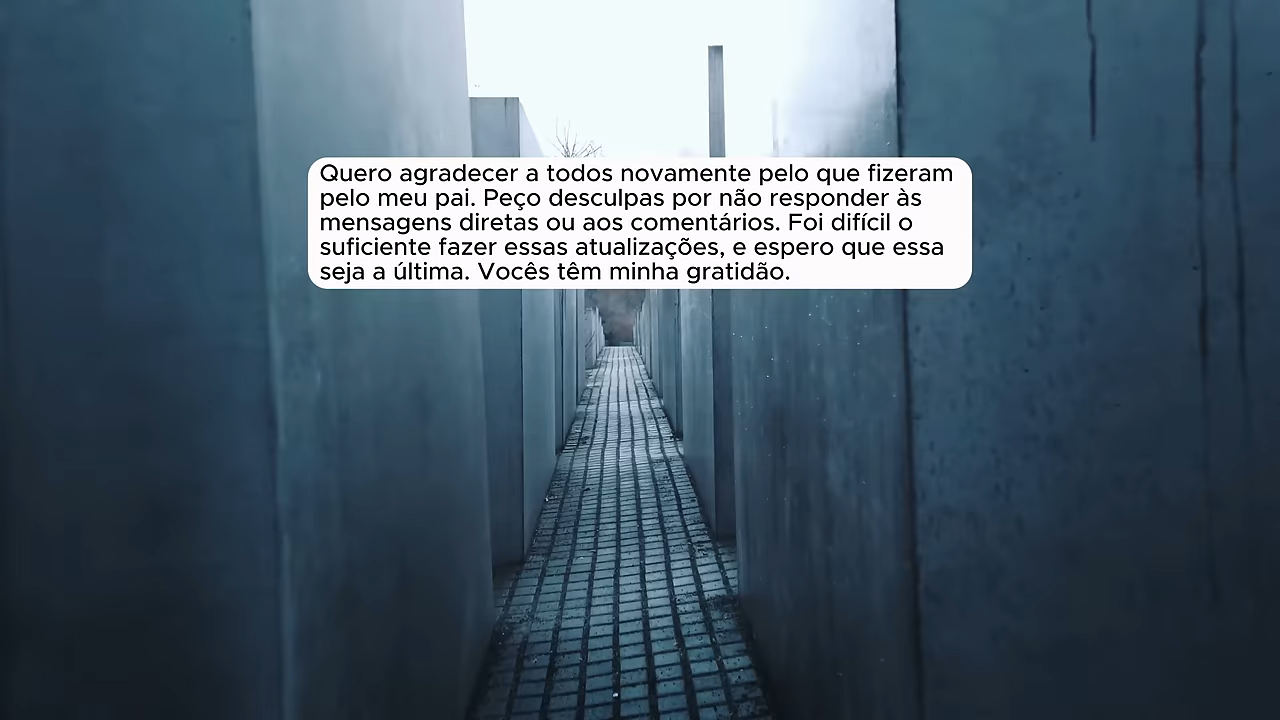 Quero agradecer a todos novamente pelo que fizeram
pelo meu pai. Peço desculpas por não responder às
mensagens diretas ou aos comentários. Foi difícil o
suficiente fazer essas atualizações, e espero que essa
seja a última. Vocês têm minha gratidão.